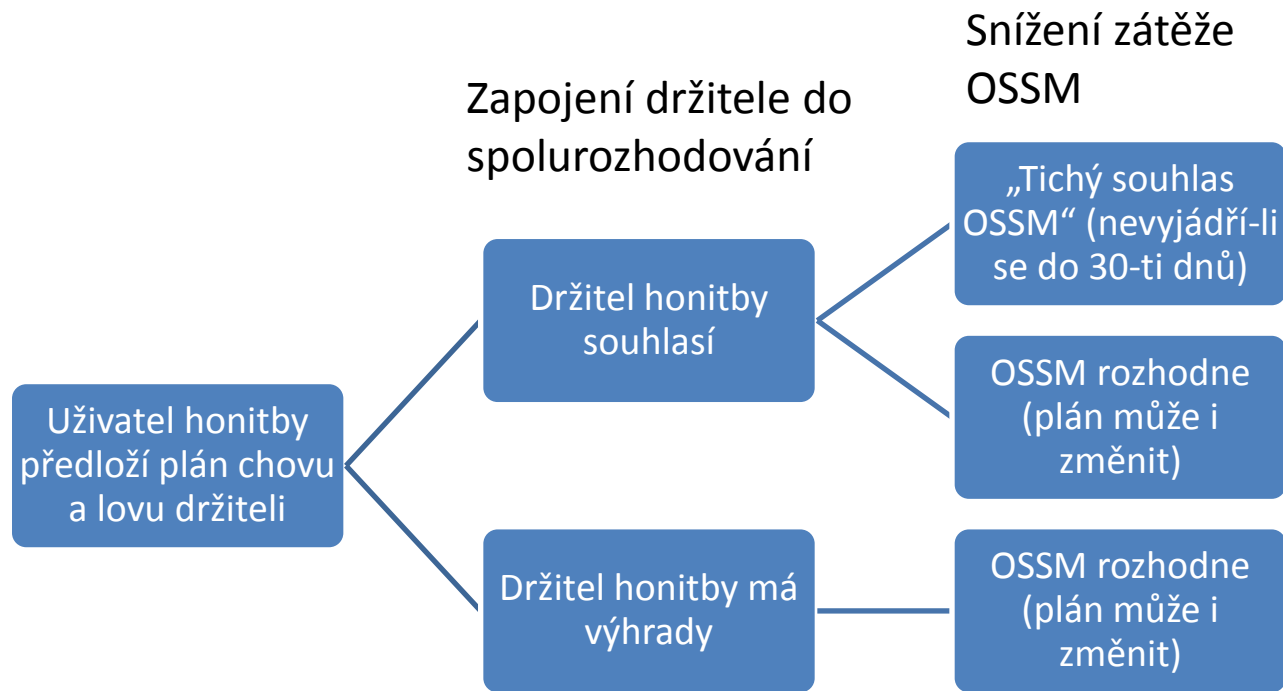 Snížení zátěže
OSSM
Zapojení držitele do
spolurozhodování
„Tichý souhlas
OSSM“ (nevyjádří-li
se do 30-ti dnů)
Držitel honitby
souhlasí
OSSM rozhodne
(plán může i
změnit)
Uživatel honitby
předloží plán chovu
a lovu držiteli
Držitel honitby má
výhrady
OSSM rozhodne
(plán může i
změnit)